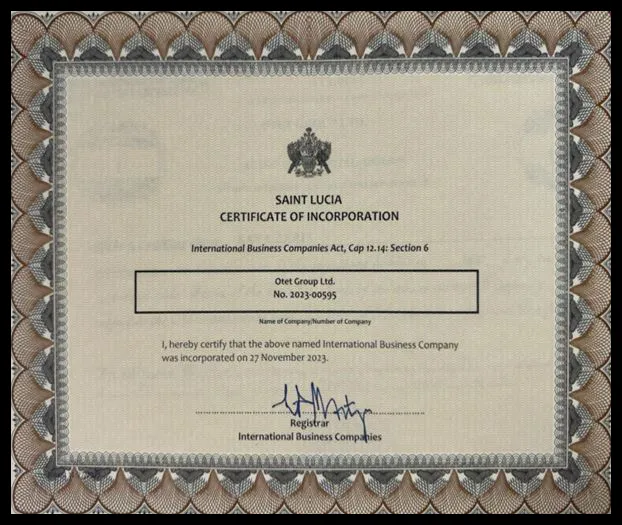 SAINT LUCIA
CERTIFICATE OF INCORPORATION
International Business Companies Act, Cap 12.14: Section 6
Otet Group Ltd.
No. 2023-00595
Name of Company/Number of Company
I, hereby certify that the above named International Business Company
was incorporated on 27 November 2023.
Registrar
International Business Companies